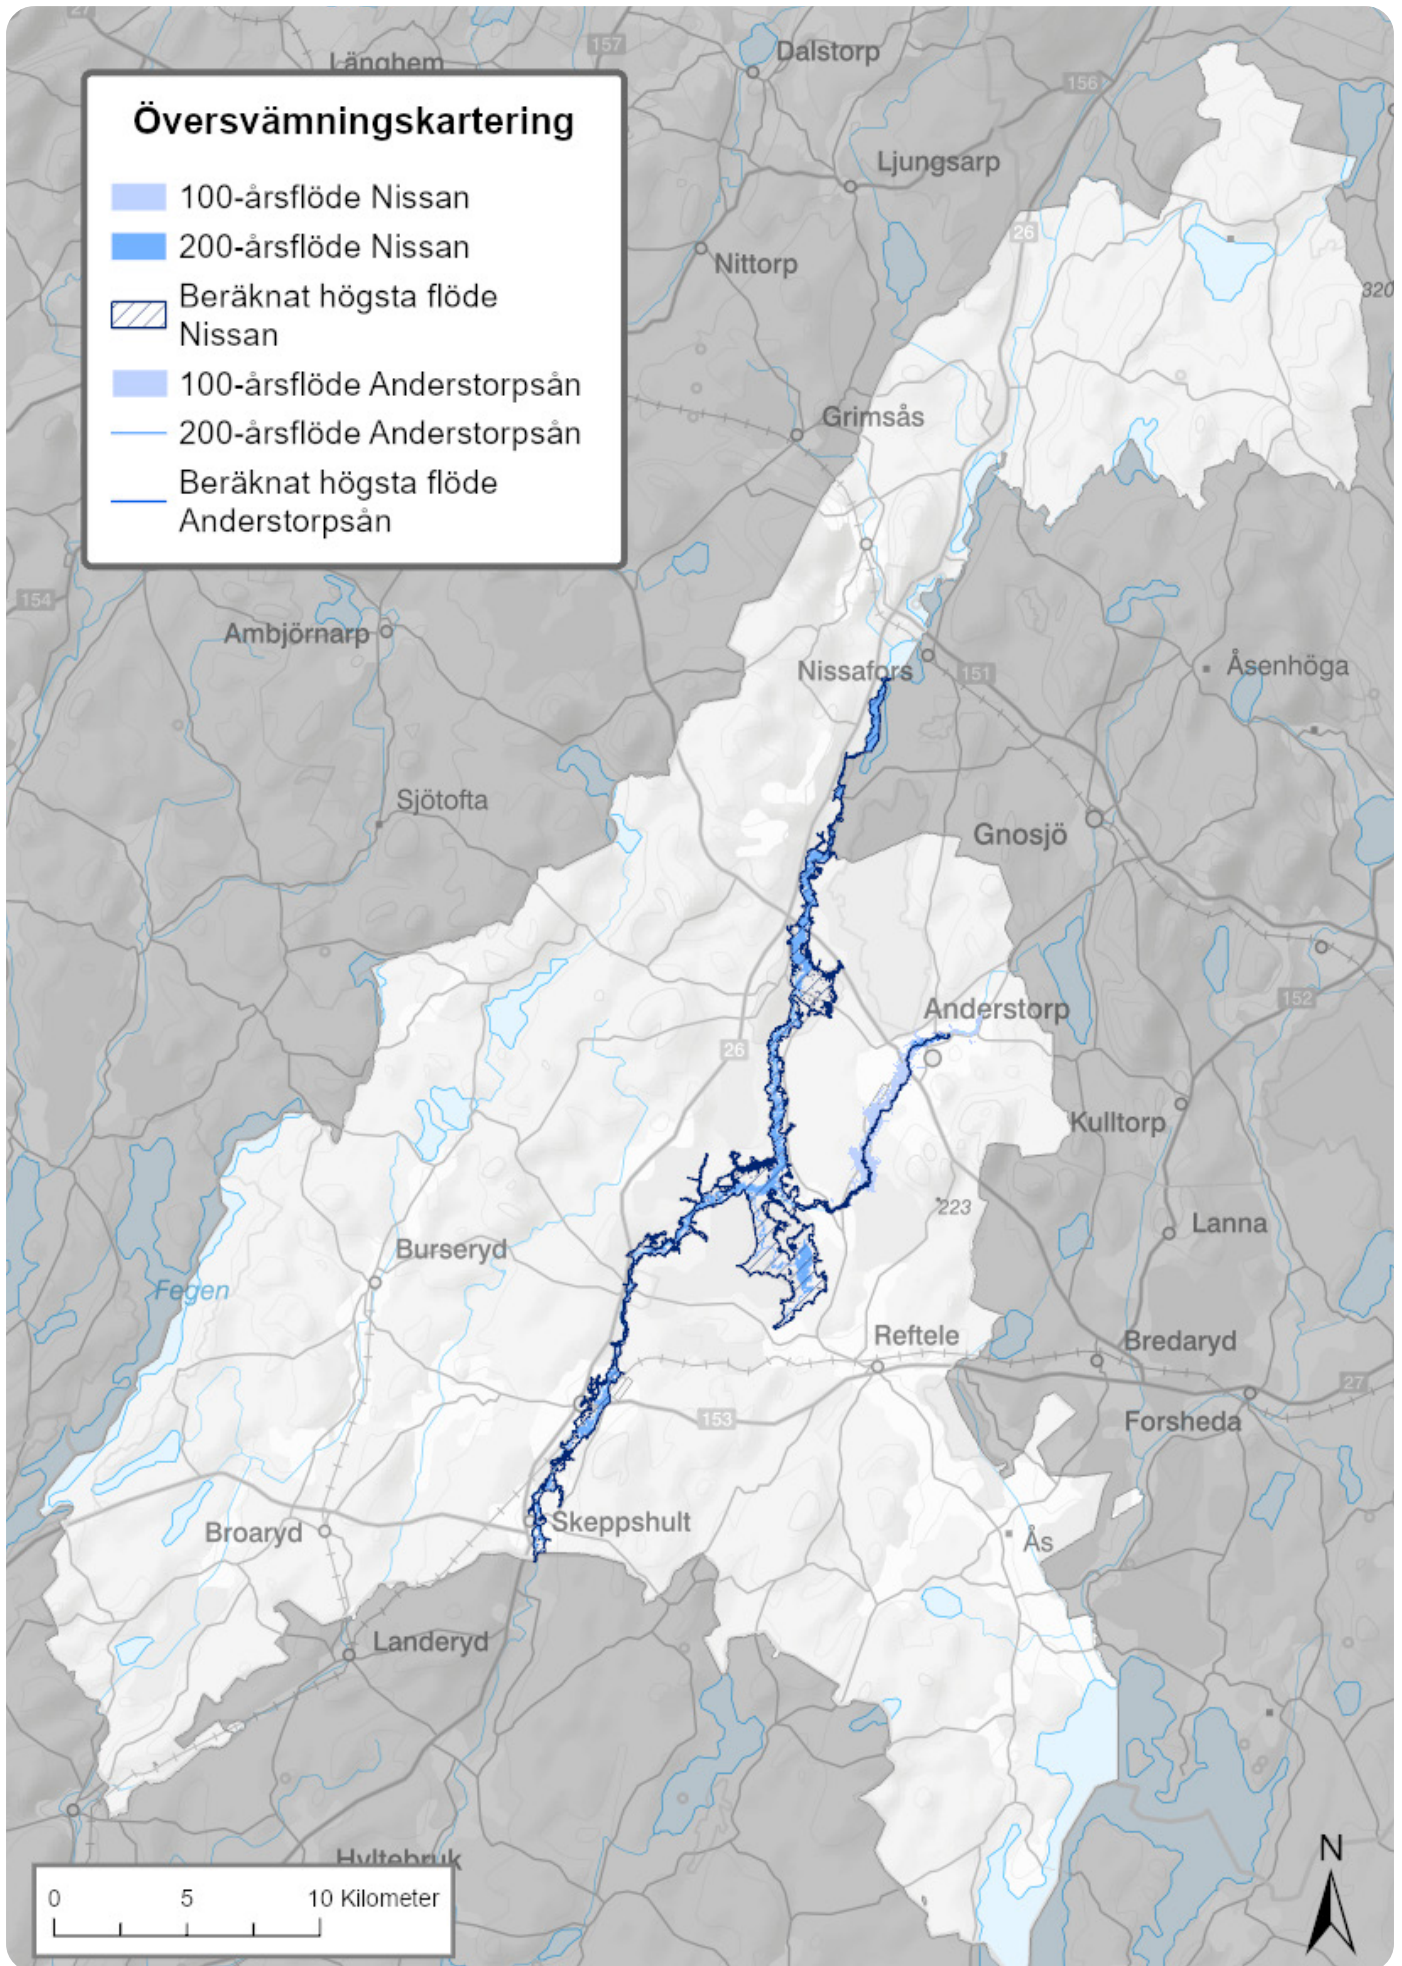 27
157
Dalstorp
Länghem
156
Översvämningskartering
100-årsflöde Nissan
200-årsflöde Nissan
Beräknat högsta flöde
Nissan
100-årsflöde Anderstorpsån
200-årsflöde Anderstorpsån
Beräknat högsta flöde
Anderstorpsån
Ljungsarp
26
Nittorp
320
Grimsås
154
Ambjörnarp
Nissafors
151
Åsenhöga
Sjötofta
Gnosjö
152
Anderstorp
26
Kulltorp
223
Lanna
Burseryd
Fegen
Reftele
Bredaryd
27
153
Forsheda
Skeppshult
Broaryd
Ås
Landeryd
Hyltebruk
N
0 5 10 Kilometer